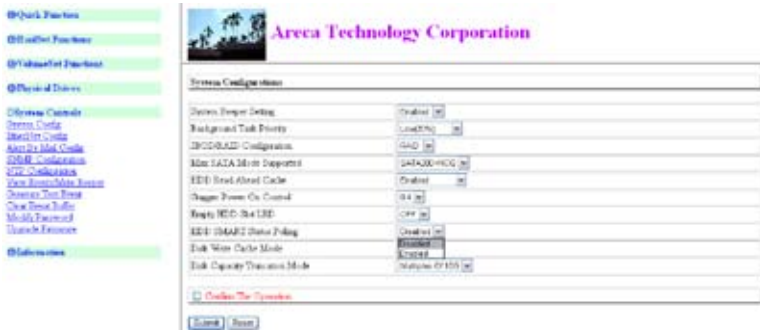 Quick Function
RaidSet Functions
VolumeSet Functions
Physical Drives
System Controls
System Config
EtherNet Config
Alert By Mail Config
SNMP Configuration
NTP Configuration
View Events/Mute Beeper
Generate Test Event
Clear Event Buffer
Modify Password
Upgrade Firmware
Information
Areca Technology Corporation
System Configurations
System Beeper Setting Enabled
Background Task Priority Low(20%)
JBOD/RAID Configuration RAID
Max SATA Mode Supported SATA300+NCQ
HDD Read Ahead Cache Enabled
Stagger Power On Control 0.4
Empty HDD Slot LED OFF
HDD SMART Status Polling Disabled
Disabled
Disk Write Cache Mode Enabled
Disk Capacity Truncation Mode Multiples Of 10G
Confirm The Operation
Submit Reset